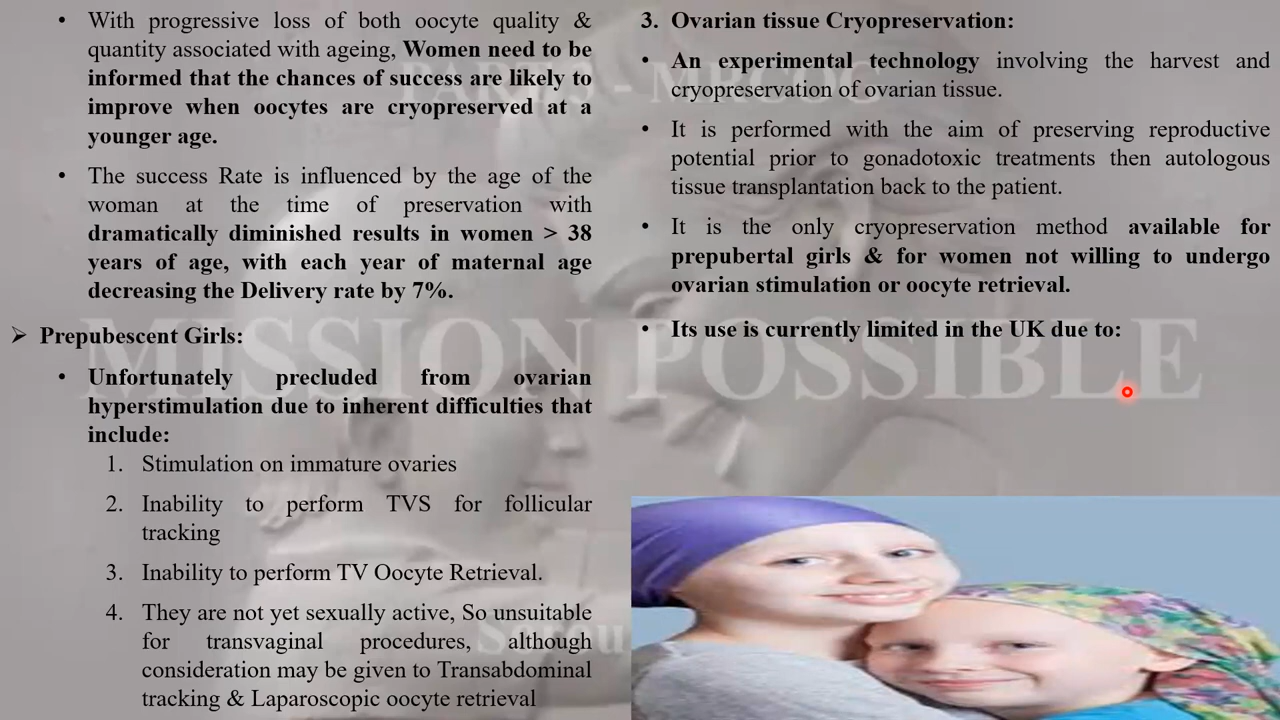 • With progressive loss of both oocyte quality &
quantity associated with ageing, Women need to be
informed that the chances of success are likely to
improve when oocytes are cryopreserved at a
younger age.
• The success Rate is influenced by the age of the
woman at the time of preservation with
dramatically diminished results in women > 38
years of age, with each year of maternal age
decreasing the Delivery rate by 7%.
➢ Prepubescent Girls:
• Unfortunately precluded from ovarian
hyperstimulation due to inherent difficulties that
include:
1. Stimulation on immature ovaries
2. Inability to perform TVS for follicular
tracking
3. Inability to perform TV Oocyte Retrieval.
4. They are not yet sexually active, So unsuitable
for transvaginal procedures, although
consideration may be given to Transabdominal
tracking & Laparoscopic oocyte retrieval
3. Ovarian tissue Cryopreservation:
• An experimental technology involving the harvest and
cryopreservation of ovarian tissue.
• It is performed with the aim of preserving reproductive
potential prior to gonadotoxic treatments then autologous
tissue transplantation back to the patient.
• It is the only cryopreservation method available for
prepubertal girls & for women not willing to undergo
ovarian stimulation or oocyte retrieval.
• Its use is currently limited in the UK due to:
MRCOG
MISSION POSSIBLE